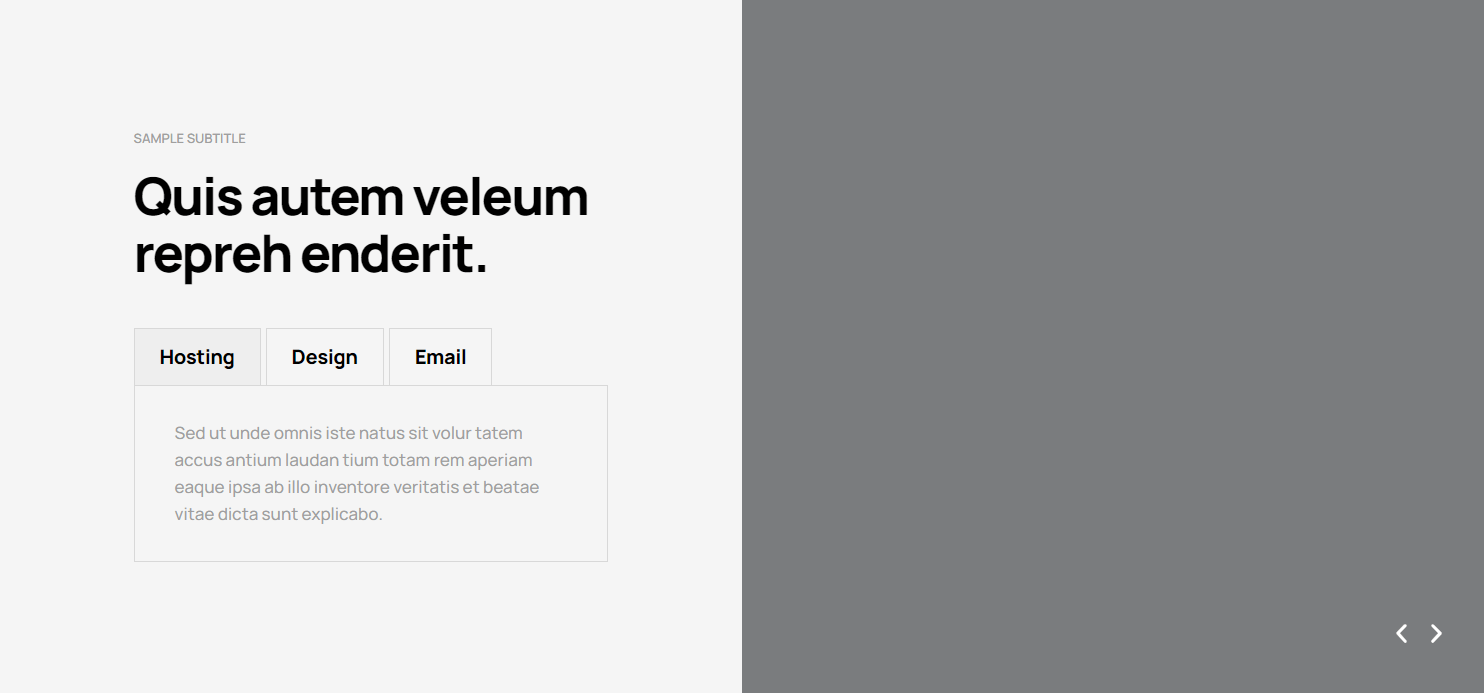 SAMPLE SUBTITLE
Quis autem veleum
repreh enderit.
Hosting
Design
Email
Sed ut unde omnis iste natus sit volur tatem
accus antium laudan tium totam rem aperiam
eaque ipsa ab illo inventore veritatis et beatae
vitae dicta sunt explicabo.